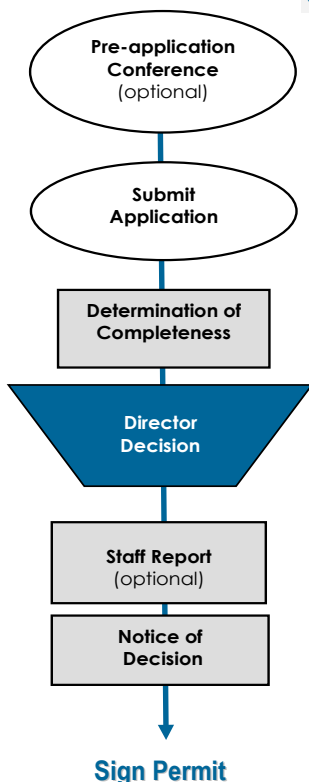 Pre-application
Conference
(optional)
Submit
Application
Determination of
Completeness
Director
Decision
Staff Report
(optional)
Notice of
Decision
Sign Permit